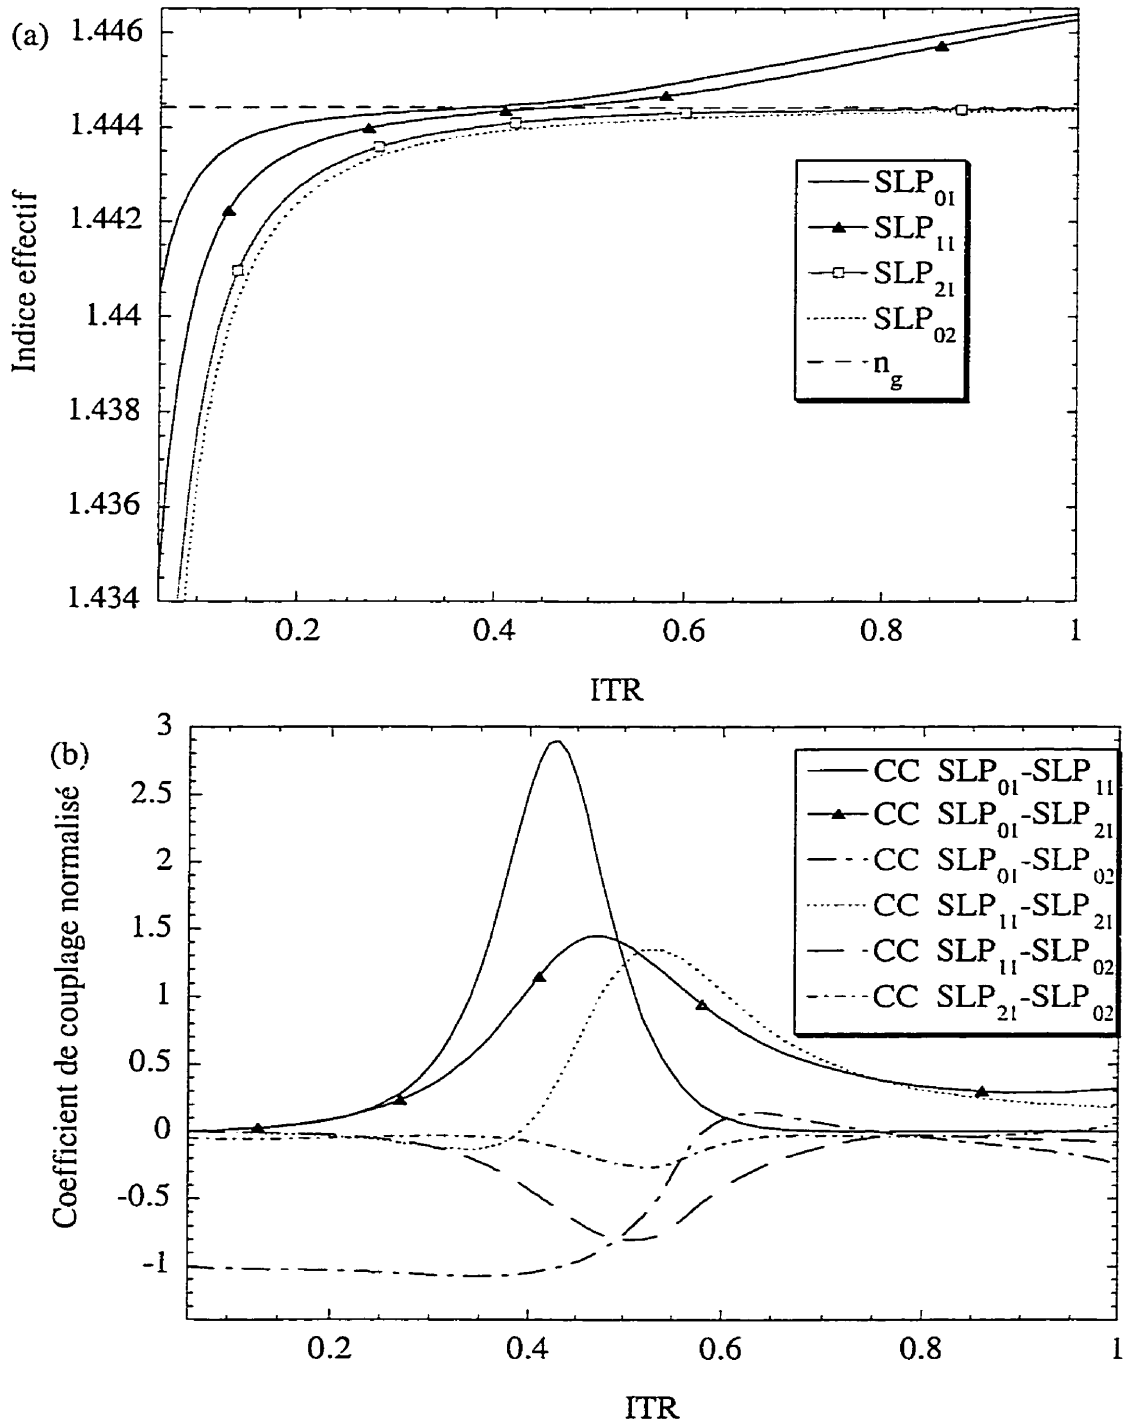 (a)
1.446
1.444
1.442
1.44
1.438
1.436
1.434
Indice effectif
SLP01
SLP11
SLP21
SLP02
ng
0.2 0.4 0.6 0.8 1
ITR
(b)
3
2.5
2
1.5
1
0.5
0
-0.5
-1
Coefficient de couplage normalisé
CC SLP01-SLP11
CC SLP01-SLP21
CC SLP01-SLP02
CC SLP11-SLP21
CC SLP11-SLP02
CC SLP21-SLP02
0.2 0.4 0.6 0.8 1
ITR